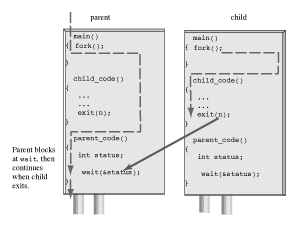 parent
main()
{ fork();
}
child_code()
{
...
...
exit(n);
}
parent_code()
{
int status;
wait(&status);
}
Parent blocks
at wait, then
continues
when child
exits.
child
main()
{ fork();
}
child_code()
{
...
...
exit(n);
}
parent_code()
{
int status;
wait(&status);
}